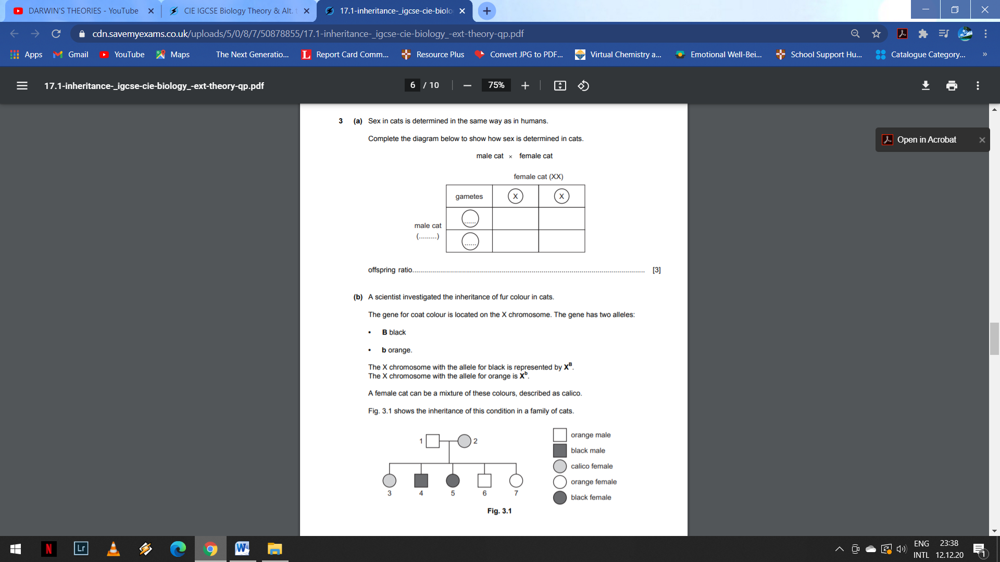 DARWIN'S THEORIES - YouTube
CIE IGCSE Biology Theory & Alt.
17.1-inheritance-_igcse-cie-biolo
cdn.savemyexams.co.uk/uploads/5/0/8/7/50878855/17.1-inheritance-_igcse-cie-biology_-ext-theory-qp.pdf
Apps Gmail YouTube Maps The Next Generatio... Report Card Comm... Resource Plus Convert JPG to PDF... Virtual Chemistry a... Emotional Well-Bei... School Support Hu... Catalogue Category... »
17.1-inheritance-_igcse-cie-biology_-ext-theory-qp.pdf 6 / 10 75%
Open in Acrobat
3 (a) Sex in cats is determined in the same way as in humans.
Complete the diagram below to show how sex is determined in cats.
male cat × female cat
female cat (XX)
gametes X X
......
male cat
(.........)
......
offspring ratio.................................................................................................................. [3]
(b) A scientist investigated the inheritance of fur colour in cats.
The gene for coat colour is located on the X chromosome. The gene has two alleles:
• B black
• b orange.
The X chromosome with the allele for black is represented by Xᴮ.
The X chromosome with the allele for orange is Xᵇ.
A female cat can be a mixture of these colours, described as calico.
Fig. 3.1 shows the inheritance of this condition in a family of cats.
1 2
3 4 5 6 7
orange male
black male
calico female
orange female
black female
Fig. 3.1
N Lr W
ENG
INTL
23:38
12.12.20
1